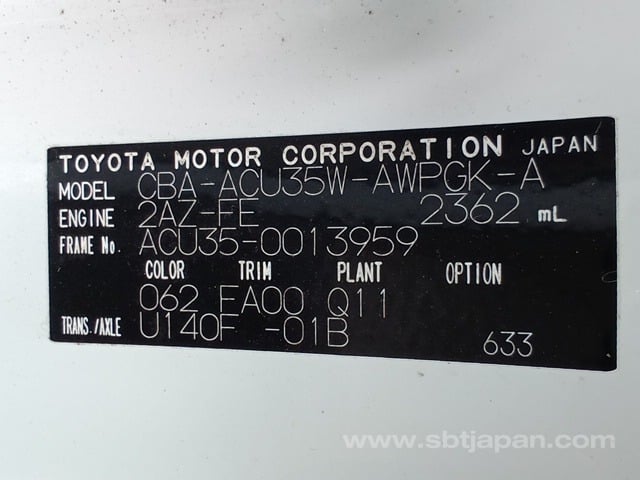 TOYOTA MOTOR CORPORATION JAPAN
MODEL CBA-ACU35W-AWPGK-A
ENGINE 2AZ-FE 2362 mL
FRAME No. ACU35-0013959
COLOR TRIM PLANT OPTION
062 FA00 Q11
TRANS./AXLE U140F -01B
633
www.sbtjapan.com